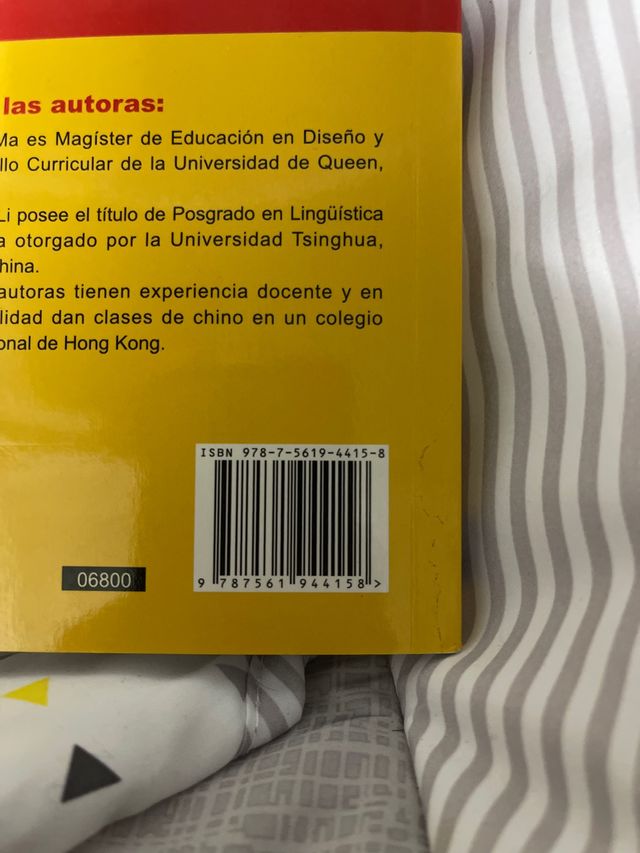 las autoras:
Ma es Magíster de Educación en Diseño y
llo Curricular de la Universidad de Queen,
Li posee el título de Posgrado en Lingüística
a otorgado por la Universidad Tsinghua,
hina.
autoras tienen experiencia docente y en
lidad dan clases de chino en un colegio
onal de Hong Kong.
ISBN 978-7-5619-4415-8
9 787561 944158 >
06800